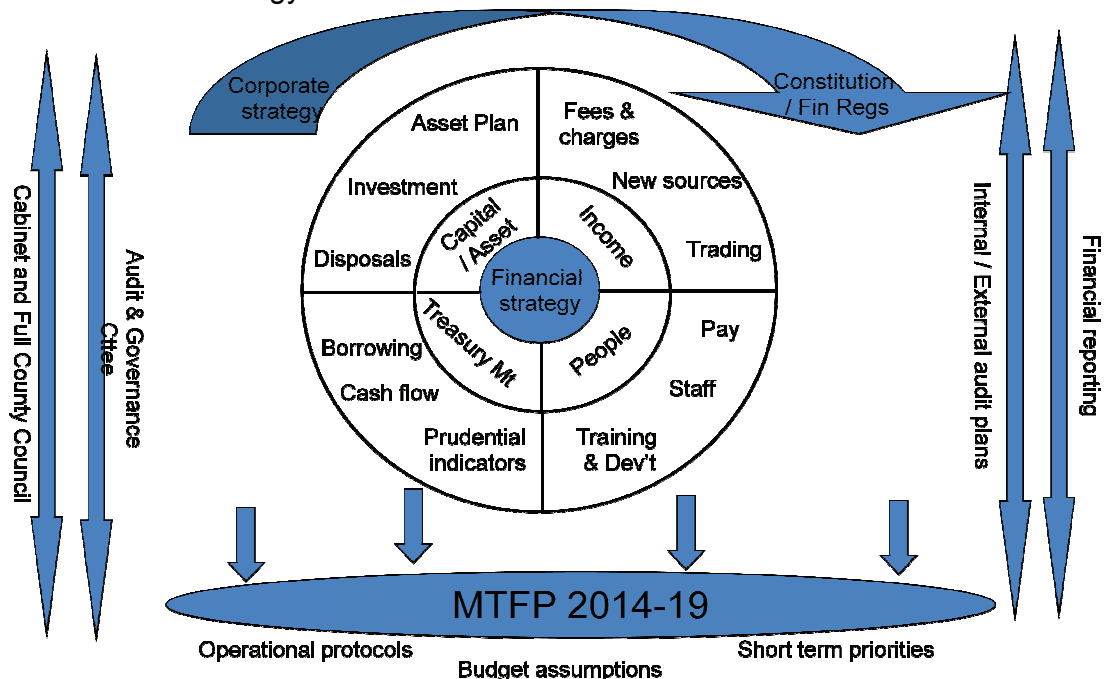 Corporate
strategy
Constitution
/ Fin Regs
Asset Plan
Investment
Disposals
Fees &
charges
New sources
Trading
Capital
/ Asset
Income
Financial
strategy
Treasury Mt
People
Borrowing
Cash flow
Prudential
indicators
Pay
Staff
Training
& Dev't
Cabinet and Full County Council
Audit & Governance
Cttee
Internal / External audit plans
Financial reporting
MTFP 2014-19
Operational protocols
Budget assumptions
Short term priorities